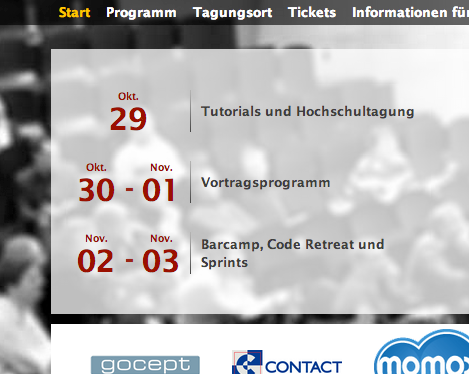 Start Programm Tagungsort Tickets Informationen fü
Okt.
29
Tutorials und Hochschultagung
Okt. Nov.
30 - 01
Vortragsprogramm
Nov. Nov.
02 - 03
Barcamp, Code Retreat und
Sprints
gocept
CONTACT
momo